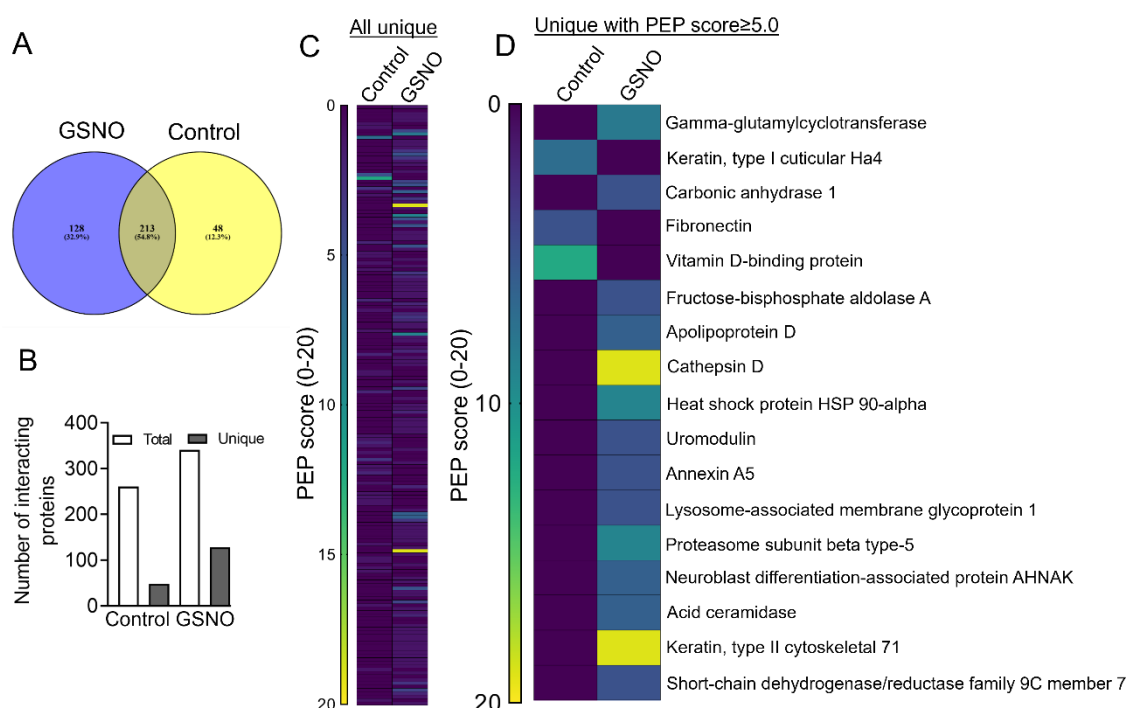 A
GSNO
Control
128
(32.9%)
213
(54.8%)
48
(12.3%)
B
Number of interacting
proteins
400
300
200
100
0
Total
Unique
Control
GSNO
C
All unique
Control
GSNO
PEP score (0-20)
0
5
10
15
20
D
Unique with PEP score≥5.0
Control
GSNO
PEP score (0-20)
0
10
20
Gamma-glutamylcyclotransferase
Keratin, type I cuticular Ha4
Carbonic anhydrase 1
Fibronectin
Vitamin D-binding protein
Fructose-bisphosphate aldolase A
Apolipoprotein D
Cathepsin D
Heat shock protein HSP 90-alpha
Uromodulin
Annexin A5
Lysosome-associated membrane glycoprotein 1
Proteasome subunit beta type-5
Neuroblast differentiation-associated protein AHNAK
Acid ceramidase
Keratin, type II cytoskeletal 71
Short-chain dehydrogenase/reductase family 9C member 7